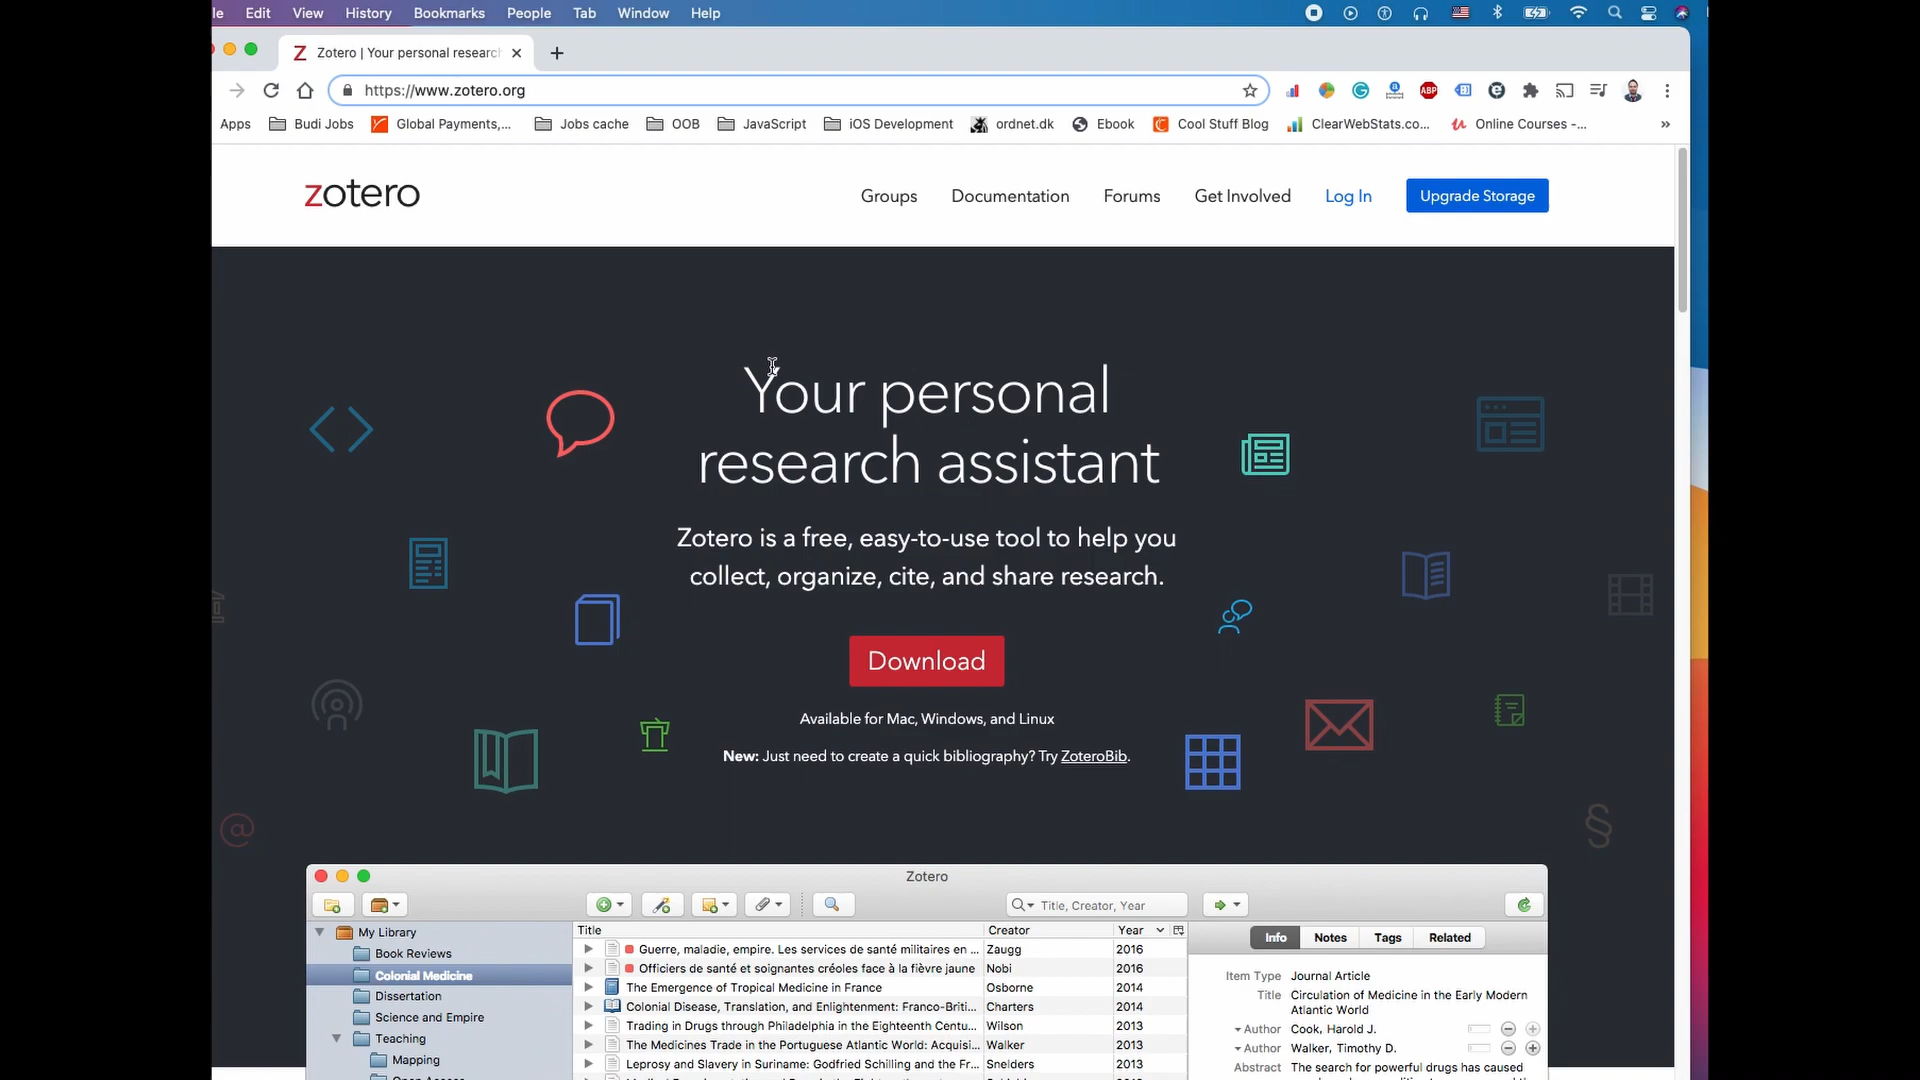 le Edit View History Bookmarks People Tab Window Help
Z Zotero | Your personal researc
https://www.zotero.org
ABP
Apps Budi Jobs Global Payments,... Jobs cache OOB JavaScript iOS Development ordnet.dk Ebook Cool Stuff Blog ClearWebStats.co... Online Courses -... »
zotero
Groups Documentation Forums Get Involved Log In Upgrade Storage
Your personal
research assistant
Zotero is a free, easy-to-use tool to help you
collect, organize, cite, and share research.
Download
Available for Mac, Windows, and Linux
New: Just need to create a quick bibliography? Try ZoteroBib.
@
§
Zotero
Title, Creator, Year
My Library
Book Reviews
Colonial Medicine
Dissertation
Science and Empire
Teaching
Mapping
Title Creator Year
Guerre, maladie, empire. Les services de santé militaires en ... Zaugg 2016
Officiers de santé et soignantes créoles face à la fièvre jaune Nobi 2016
The Emergence of Tropical Medicine in France Osborne 2014
Colonial Disease, Translation, and Enlightenment: Franco-Briti... Charters 2014
Trading in Drugs through Philadelphia in the Eighteenth Centu... Wilson 2013
The Medicines Trade in the Portuguese Atlantic World: Acquisi... Walker 2013
Leprosy and Slavery in Suriname: Godfried Schilling and the Fr... Snelders 2013
Info Notes Tags Related
Item Type Journal Article
Title Circulation of Medicine in the Early Modern
Atlantic World
Author Cook, Harold J.
Author Walker, Timothy D.
Abstract The search for powerful drugs has caused